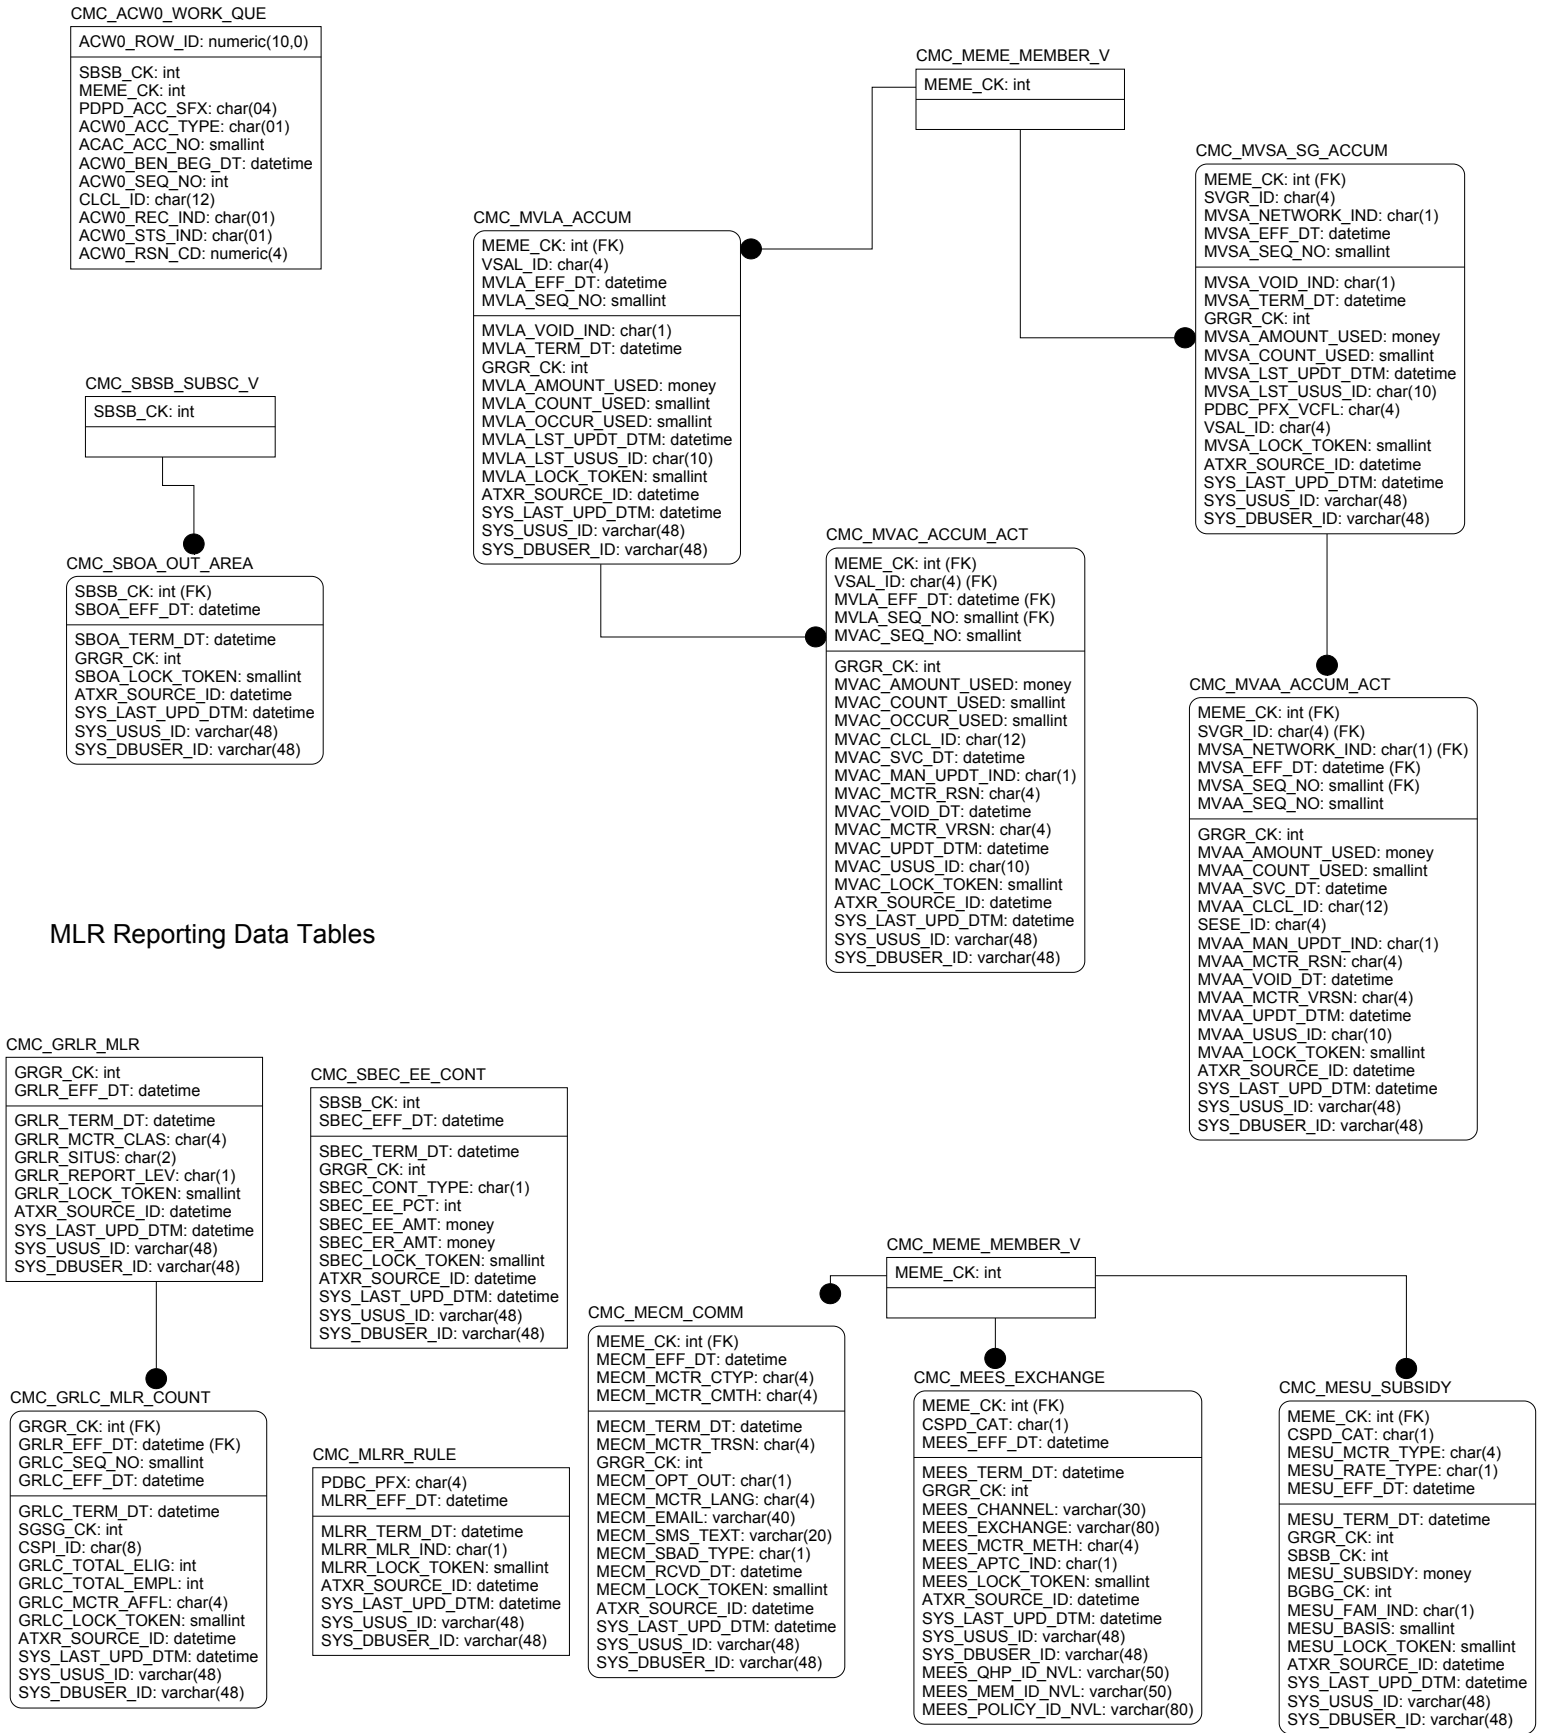 CMC_ACW0_WORK_QUE
ACW0_ROW_ID: numeric(10,0)
SBSB_CK: int
MEME_CK: int
PDPD_ACC_SFX: char(04)
ACW0_ACC_TYPE: char(01)
ACAC_ACC_NO: smallint
ACW0_BEN_BEG_DT: datetime
ACW0_SEQ_NO: int
CLCL_ID: char(12)
ACW0_REC_IND: char(01)
ACW0_STS_IND: char(01)
ACW0_RSN_CD: numeric(4)
CMC_MEME_MEMBER_V
MEME_CK: int
CMC_MVSA_SG_ACCUM
MEME_CK: int (FK)
SVGR_ID: char(4)
MVSA_NETWORK_IND: char(1)
MVSA_EFF_DT: datetime
MVSA_SEQ_NO: smallint
MVSA_VOID_IND: char(1)
MVSA_TERM_DT: datetime
GRGR_CK: int
MVSA_AMOUNT_USED: money
MVSA_COUNT_USED: smallint
MVSA_LST_UPDT_DTM: datetime
MVSA_LST_USUS_ID: char(10)
PDBC_PFX_VCFL: char(4)
VSAL_ID: char(4)
MVSA_LOCK_TOKEN: smallint
ATXR_SOURCE_ID: datetime
SYS_LAST_UPD_DTM: datetime
SYS_USUS_ID: varchar(48)
SYS_DBUSER_ID: varchar(48)
CMC_MVLA_ACCUM
MEME_CK: int (FK)
VSAL_ID: char(4)
MVLA_EFF_DT: datetime
MVLA_SEQ_NO: smallint
MVLA_VOID_IND: char(1)
MVLA_TERM_DT: datetime
GRGR_CK: int
MVLA_AMOUNT_USED: money
MVLA_COUNT_USED: smallint
MVLA_OCCUR_USED: smallint
MVLA_LST_UPDT_DTM: datetime
MVLA_LST_USUS_ID: char(10)
MVLA_LOCK_TOKEN: smallint
ATXR_SOURCE_ID: datetime
SYS_LAST_UPD_DTM: datetime
SYS_USUS_ID: varchar(48)
SYS_DBUSER_ID: varchar(48)
CMC_SBSB_SUBSC_V
SBSB_CK: int
CMC_SBOA_OUT_AREA
SBSB_CK: int (FK)
SBOA_EFF_DT: datetime
SBOA_TERM_DT: datetime
GRGR_CK: int
SBOA_LOCK_TOKEN: smallint
ATXR_SOURCE_ID: datetime
SYS_LAST_UPD_DTM: datetime
SYS_USUS_ID: varchar(48)
SYS_DBUSER_ID: varchar(48)
CMC_MVAC_ACCUM_ACT
MEME_CK: int (FK)
VSAL_ID: char(4) (FK)
MVLA_EFF_DT: datetime (FK)
MVLA_SEQ_NO: smallint (FK)
MVAC_SEQ_NO: smallint
GRGR_CK: int
MVAC_AMOUNT_USED: money
MVAC_COUNT_USED: smallint
MVAC_OCCUR_USED: smallint
MVAC_CLCL_ID: char(12)
MVAC_SVC_DT: datetime
MVAC_MAN_UPDT_IND: char(1)
MVAC_MCTR_RSN: char(4)
MVAC_VOID_DT: datetime
MVAC_MCTR_VRSN: char(4)
MVAC_UPDT_DTM: datetime
MVAC_USUS_ID: char(10)
MVAC_LOCK_TOKEN: smallint
ATXR_SOURCE_ID: datetime
SYS_LAST_UPD_DTM: datetime
SYS_USUS_ID: varchar(48)
SYS_DBUSER_ID: varchar(48)
CMC_MVAA_ACCUM_ACT
MEME_CK: int (FK)
SVGR_ID: char(4) (FK)
MVSA_NETWORK_IND: char(1) (FK)
MVSA_EFF_DT: datetime (FK)
MVSA_SEQ_NO: smallint (FK)
MVAA_SEQ_NO: smallint
GRGR_CK: int
MVAA_AMOUNT_USED: money
MVAA_COUNT_USED: smallint
MVAA_SVC_DT: datetime
MVAA_CLCL_ID: char(12)
SESE_ID: char(4)
MVAA_MAN_UPDT_IND: char(1)
MVAA_MCTR_RSN: char(4)
MVAA_VOID_DT: datetime
MVAA_MCTR_VRSN: char(4)
MVAA_UPDT_DTM: datetime
MVAA_USUS_ID: char(10)
MVAA_LOCK_TOKEN: smallint
ATXR_SOURCE_ID: datetime
SYS_LAST_UPD_DTM: datetime
SYS_USUS_ID: varchar(48)
SYS_DBUSER_ID: varchar(48)
MLR Reporting Data Tables
CMC_GRLR_MLR
GRGR_CK: int
GRLR_EFF_DT: datetime
GRLR_TERM_DT: datetime
GRLR_MCTR_CLAS: char(4)
GRLR_SITUS: char(2)
GRLR_REPORT_LEV: char(1)
GRLR_LOCK_TOKEN: smallint
ATXR_SOURCE_ID: datetime
SYS_LAST_UPD_DTM: datetime
SYS_USUS_ID: varchar(48)
SYS_DBUSER_ID: varchar(48)
CMC_SBEC_EE_CONT
SBSB_CK: int
SBEC_EFF_DT: datetime
SBEC_TERM_DT: datetime
GRGR_CK: int
SBEC_CONT_TYPE: char(1)
SBEC_EE_PCT: int
SBEC_EE_AMT: money
SBEC_ER_AMT: money
SBEC_LOCK_TOKEN: smallint
ATXR_SOURCE_ID: datetime
SYS_LAST_UPD_DTM: datetime
SYS_USUS_ID: varchar(48)
SYS_DBUSER_ID: varchar(48)
CMC_MEME_MEMBER_V
MEME_CK: int
CMC_MECM_COMM
MEME_CK: int (FK)
MECM_EFF_DT: datetime
MECM_MCTR_CTYP: char(4)
MECM_MCTR_CMTH: char(4)
MECM_TERM_DT: datetime
MECM_MCTR_TRSN: char(4)
GRGR_CK: int
MECM_OPT_OUT: char(1)
MECM_MCTR_LANG: char(4)
MECM_EMAIL: varchar(40)
MECM_SMS_TEXT: varchar(20)
MECM_SBAD_TYPE: char(1)
MECM_RCVD_DT: datetime
MECM_LOCK_TOKEN: smallint
ATXR_SOURCE_ID: datetime
SYS_LAST_UPD_DTM: datetime
SYS_USUS_ID: varchar(48)
SYS_DBUSER_ID: varchar(48)
CMC_MEES_EXCHANGE
MEME_CK: int (FK)
CSPD_CAT: char(1)
MEES_EFF_DT: datetime
MEES_TERM_DT: datetime
GRGR_CK: int
MEES_CHANNEL: varchar(30)
MEES_EXCHANGE: varchar(80)
MEES_MCTR_METH: char(4)
MEES_APTC_IND: char(1)
MEES_LOCK_TOKEN: smallint
ATXR_SOURCE_ID: datetime
SYS_LAST_UPD_DTM: datetime
SYS_USUS_ID: varchar(48)
SYS_DBUSER_ID: varchar(48)
MEES_QHP_ID_NVL: varchar(50)
MEES_MEM_ID_NVL: varchar(50)
MEES_POLICY_ID_NVL: varchar(80)
CMC_MESU_SUBSIDY
MEME_CK: int (FK)
CSPD_CAT: char(1)
MESU_MCTR_TYPE: char(4)
MESU_RATE_TYPE: char(1)
MESU_EFF_DT: datetime
MESU_TERM_DT: datetime
GRGR_CK: int
SBSB_CK: int
MESU_SUBSIDY: money
BGBG_CK: int
MESU_FAM_IND: char(1)
MESU_BASIS: smallint
MESU_LOCK_TOKEN: smallint
ATXR_SOURCE_ID: datetime
SYS_LAST_UPD_DTM: datetime
SYS_USUS_ID: varchar(48)
SYS_DBUSER_ID: varchar(48)
CMC_GRLC_MLR_COUNT
GRGR_CK: int (FK)
GRLR_EFF_DT: datetime (FK)
GRLC_SEQ_NO: smallint
GRLC_EFF_DT: datetime
GRLC_TERM_DT: datetime
SGSG_CK: int
CSPI_ID: char(8)
GRLC_TOTAL_ELIG: int
GRLC_TOTAL_EMPL: int
GRLC_MCTR_AFFL: char(4)
GRLC_LOCK_TOKEN: smallint
ATXR_SOURCE_ID: datetime
SYS_LAST_UPD_DTM: datetime
SYS_USUS_ID: varchar(48)
SYS_DBUSER_ID: varchar(48)
CMC_MLRR_RULE
PDBC_PFX: char(4)
MLRR_EFF_DT: datetime
MLRR_TERM_DT: datetime
MLRR_MLR_IND: char(1)
MLRR_LOCK_TOKEN: smallint
ATXR_SOURCE_ID: datetime
SYS_LAST_UPD_DTM: datetime
SYS_USUS_ID: varchar(48)
SYS_DBUSER_ID: varchar(48)